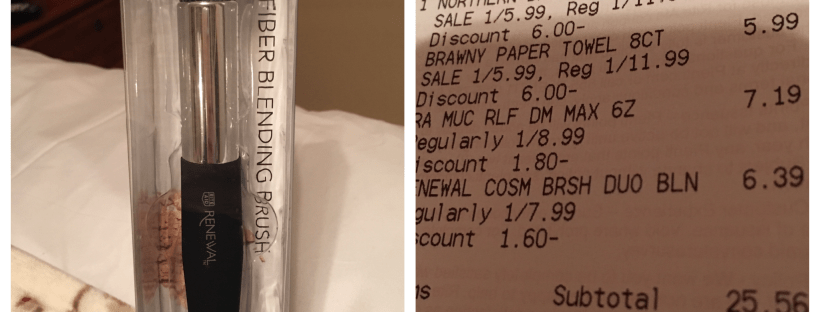 FIBER BLENDING BRUSH
RENEWAL
1 NORTHERN
SALE 1/5.99, Reg
Discount 6.00- 5.99
BRAWNY PAPER TOWEL 8CT
SALE 1/5.99, Reg 1/11.99
Discount 6.00- 7.19
RA MUC RLF DM MAX 6Z
egularly 1/8.99
iscount 1.80-
ENEWAL COSM BRSH DUO BLN 6.39
gularly 1/7.99
scount 1.60-
ms Subtotal 25.56